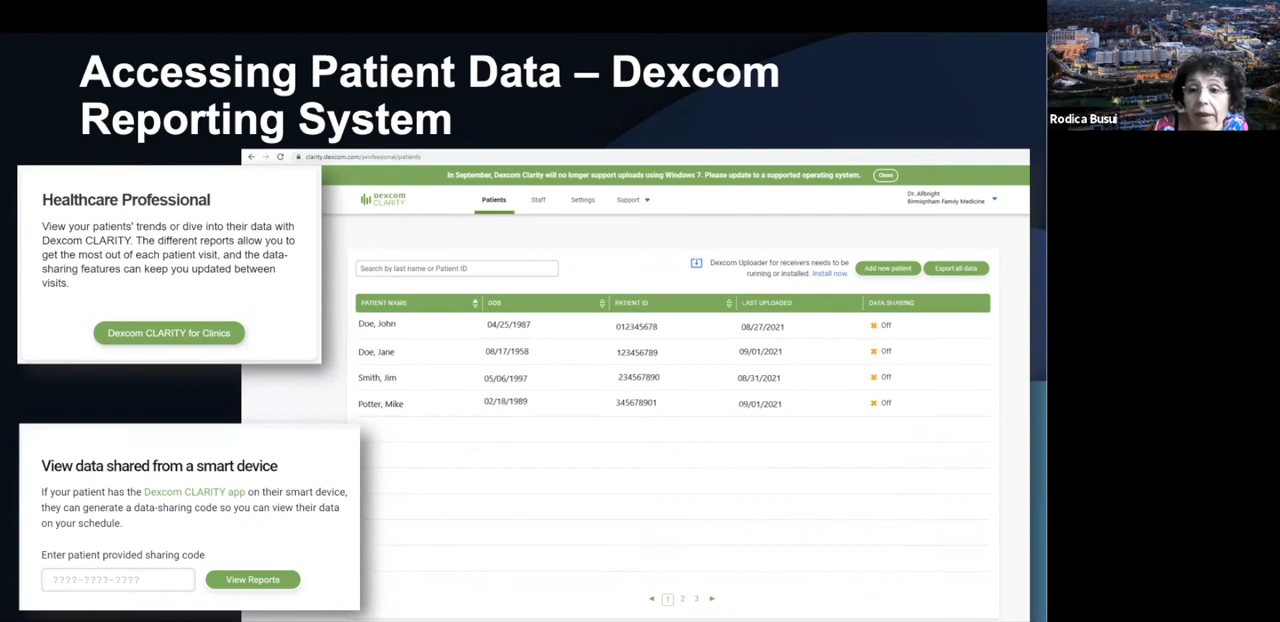 Accessing Patient Data – Dexcom
Reporting System
Rodica Busui
Healthcare Professional
View your patients' trends or dive into their data with
Dexcom CLARITY. The different reports allow you to
get the most out of each patient visit, and the data-
sharing features can keep you updated between
visits.
Dexcom CLARITY for Clinics
clarity.dexcom.com/professional/patients
In September, Dexcom Clarity will no longer support uploads using Windows 7. Please update to a supported operating system. Close
Dexcom
CLARITY
Patients Staff Settings Support
Dr. Allbright
Birmignham Family Medicine
Search by last name or Patient ID
Dexcom Uploader for receivers needs to be
running or installed. Install now.
Add new patient Export all data
PATIENT NAME DOB PATIENT ID LAST UPLOADED DATA SHARING
Doe, John 04/25/1987 012345678 08/27/2021 Off
Doe, Jane 08/17/1958 123456789 09/01/2021 Off
Smith, Jim 05/06/1997 234567890 08/31/2021 Off
Potter, Mike 02/18/1989 345678901 09/01/2021 Off
1 2 3
View data shared from a smart device
If your patient has the Dexcom CLARITY app on their smart device,
they can generate a data-sharing code so you can view their data
on your schedule.
Enter patient provided sharing code
????-????-????
View Reports